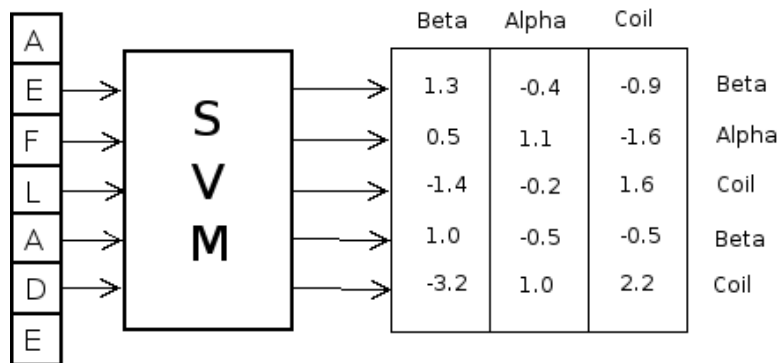 Beta Alpha Coil
A
E 1.3 -0.4 -0.9 Beta
S
F 0.5 1.1 -1.6 Alpha
L V -1.4 -0.2 1.6 Coil
A M 1.0 -0.5 -0.5 Beta
D -3.2 1.0 2.2 Coil
E